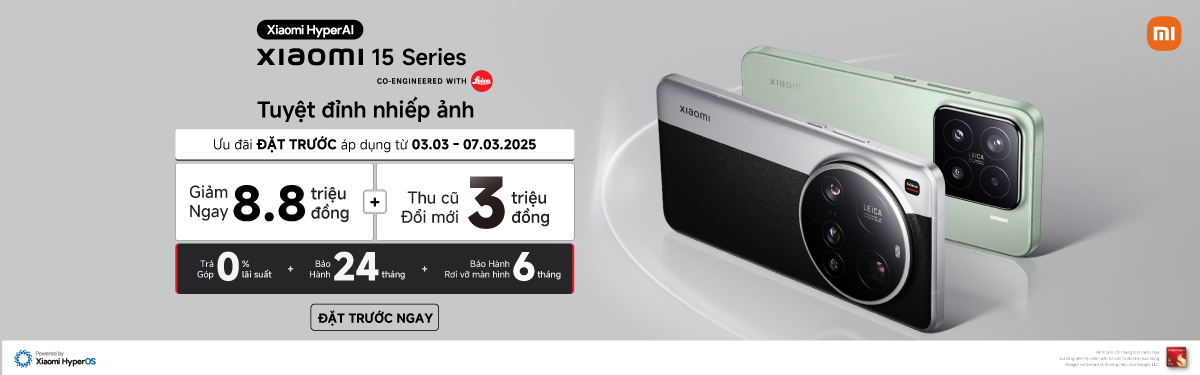 Xiaomi HyperAI
xiaomi 15 Series
CO-ENGINEERED WITH Leica
Tuyệt đỉnh nhiếp ảnh
Ưu đãi ĐẶT TRƯỚC áp dụng từ 03.03 - 07.03.2025
Giảm Ngay 8.8 triệu đồng
+
Thu cũ Đổi mới 3 triệu đồng
Trả Góp 0% lãi suất
+
Bảo Hành 24 tháng
+
Bảo Hành Rơi vỡ màn hình 6 tháng
ĐẶT TRƯỚC NGAY
xiaomi
LEICA
xiaomi
LEICA
mi
Powered by
Xiaomi HyperOS